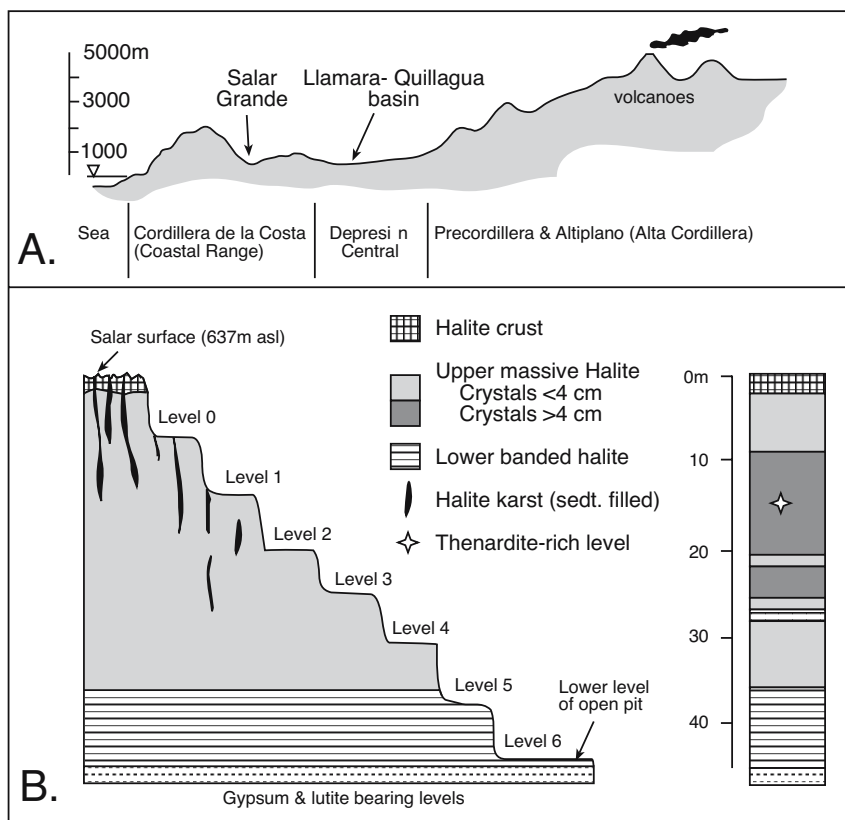 5000m
3000
1000
Salar
Grande
Llamara- Quillagua
basin
volcanoes
A.
Sea
Cordillera de la Costa
(Coastal Range)
Depresi n
Central
Precordillera & Altiplano (Alta Cordillera)
Salar surface (637m asl)
Level 0
Level 1
Level 2
Level 3
Level 4
Level 5
Level 6
Lower level
of open pit
Gypsum & lutite bearing levels
B.
Halite crust
Upper massive Halite
Crystals <4 cm
Crystals >4 cm
Lower banded halite
Halite karst (sedt. filled)
Thenardite-rich level
0m
10
20
30
40